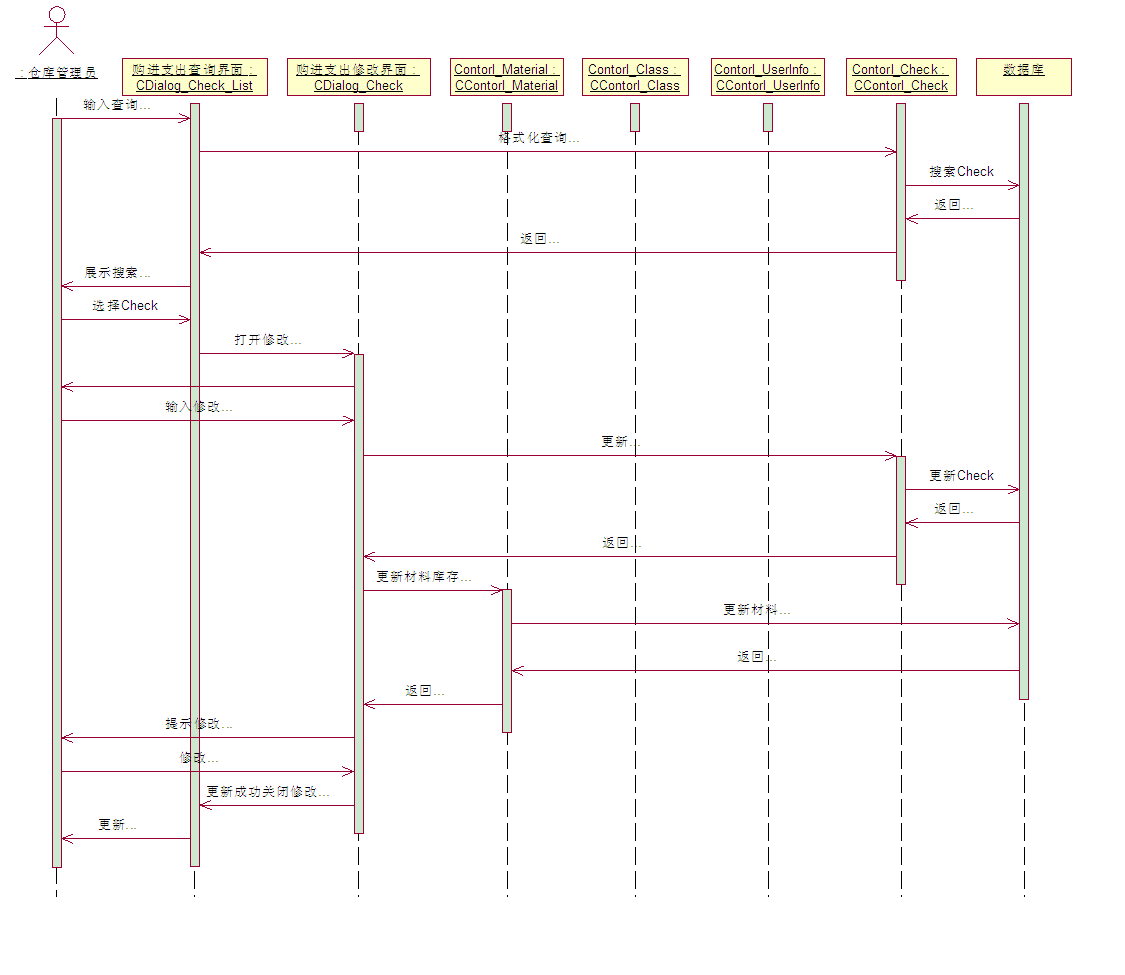 ：仓库管理员
购进支出查询界面：
CDialog_Check_List
购进支出修改界面：
CDialog_Check
Contorl_Material：
CContorl_Material
Contorl_Class：
CContorl_Class
Contorl_UserInfo：
CContorl_UserInfo
Contorl_Check：
CContorl_Check
数据库
输入查询...
格式化查询...
搜索Check
返回...
返回...
展示搜索...
选择Check
打开修改...
输入修改...
更新...
更新Check
返回...
返回...
更新材料库存...
更新材料...
返回...
返回...
提示修改...
修改...
更新成功关闭修改...
更新...